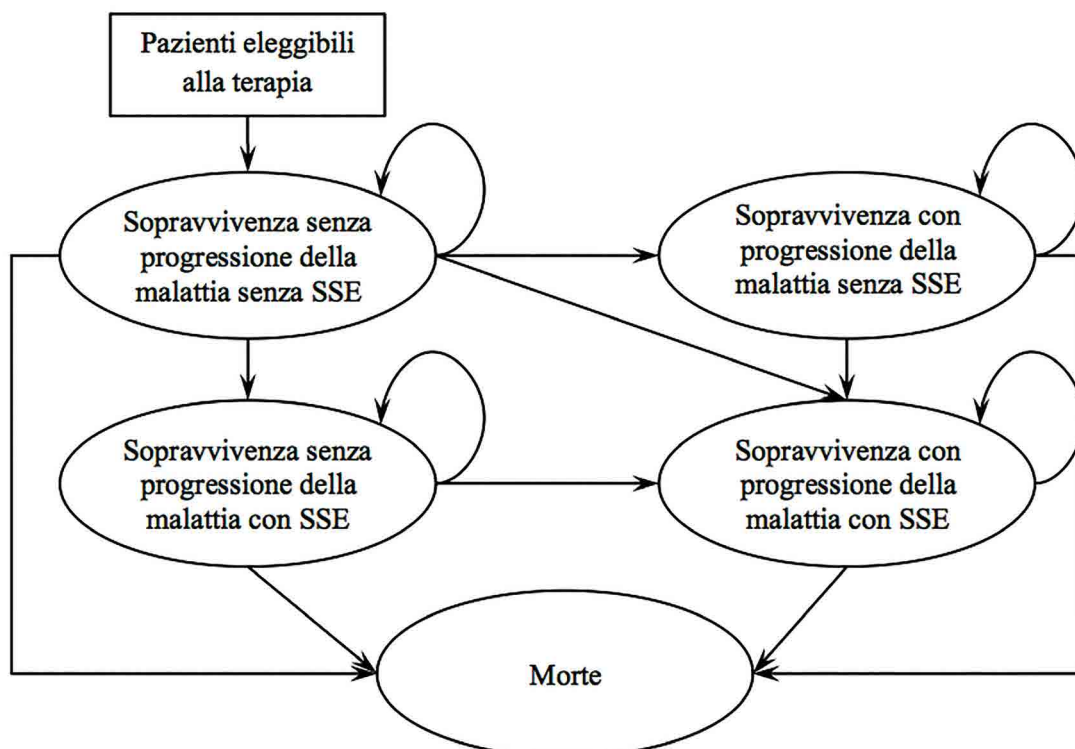 Pazienti eleggibili
alla terapia
Sopravvivenza senza
progressione della
malattia senza SSE
Sopravvivenza con
progressione della
malattia senza SSE
Sopravvivenza senza
progressione della
malattia con SSE
Sopravvivenza con
progressione della
malattia con SSE
Morte